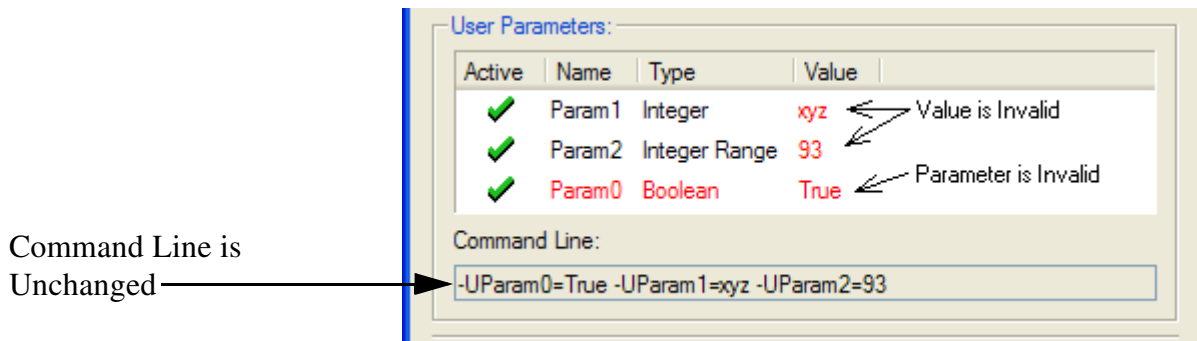 User Parameters:
Active Name Type Value
Param1 Integer xyz Value is Invalid
Param2 Integer Range 93
Param0 Boolean True Parameter is Invalid
Command Line is
Unchanged
Command Line:
-UParam0=True -UParam1=xyz -UParam2=93